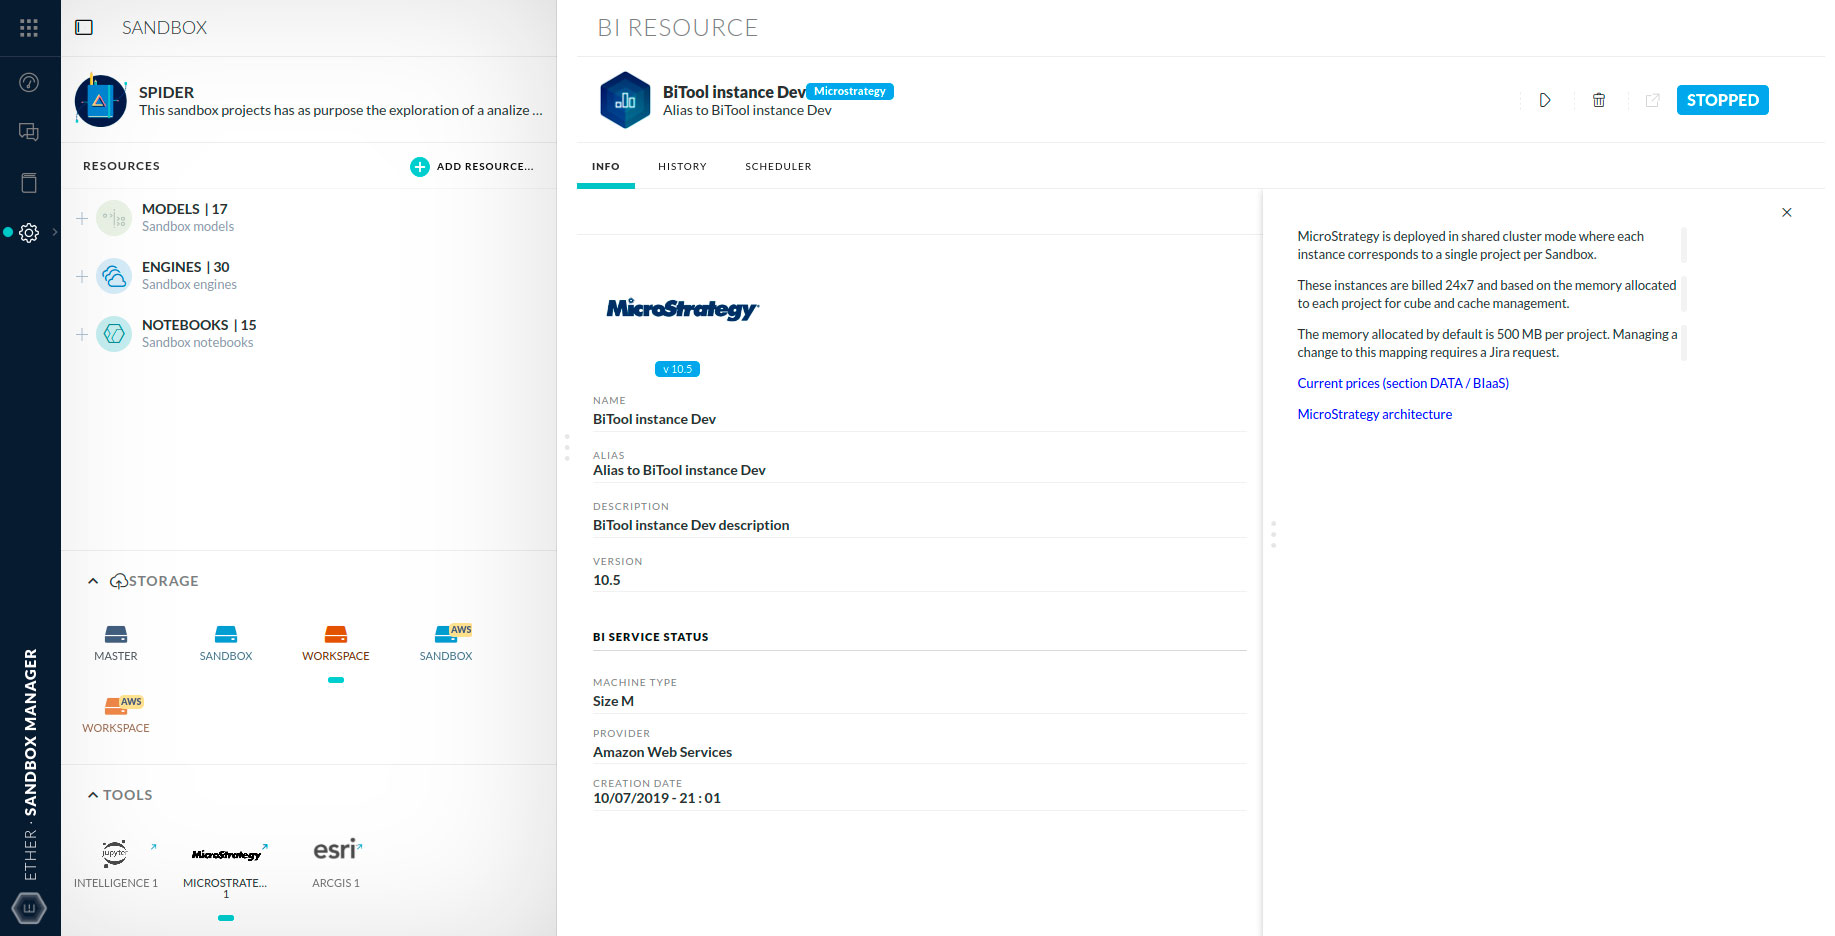 SANDBOX
SPIDER
This sandbox projects has as purpose the exploration of a analize ...
RESOURCES
ADD RESOURCE...
MODELS | 17
Sandbox models
ENGINES | 30
Sandbox engines
NOTEBOOKS | 15
Sandbox notebooks
STORAGE
MASTER
SANDBOX
WORKSPACE
AWS
SANDBOX
AWS
WORKSPACE
TOOLS
jupyter
INTELLIGENCE 1
MicroStrategy
MICROSTRATE...
1
esri
ARCGIS 1
ETHER · SANDBOX MANAGER
BI RESOURCE
BiTool instance Dev
Microstrategy
Alias to BiTool instance Dev
STOPPED
INFO
HISTORY
SCHEDULER
MicroStrategy
v 10.5
NAME
BiTool instance Dev
ALIAS
Alias to BiTool instance Dev
DESCRIPTION
BiTool instance Dev description
VERSION
10.5
BI SERVICE STATUS
MACHINE TYPE
Size M
PROVIDER
Amazon Web Services
CREATION DATE
10/07/2019 - 21 : 01
MicroStrategy is deployed in shared cluster mode where each
instance corresponds to a single project per Sandbox.
These instances are billed 24x7 and based on the memory allocated
to each project for cube and cache management.
The memory allocated by default is 500 MB per project. Managing a
change to this mapping requires a Jira request.
Current prices (section DATA / BIaaS)
MicroStrategy architecture